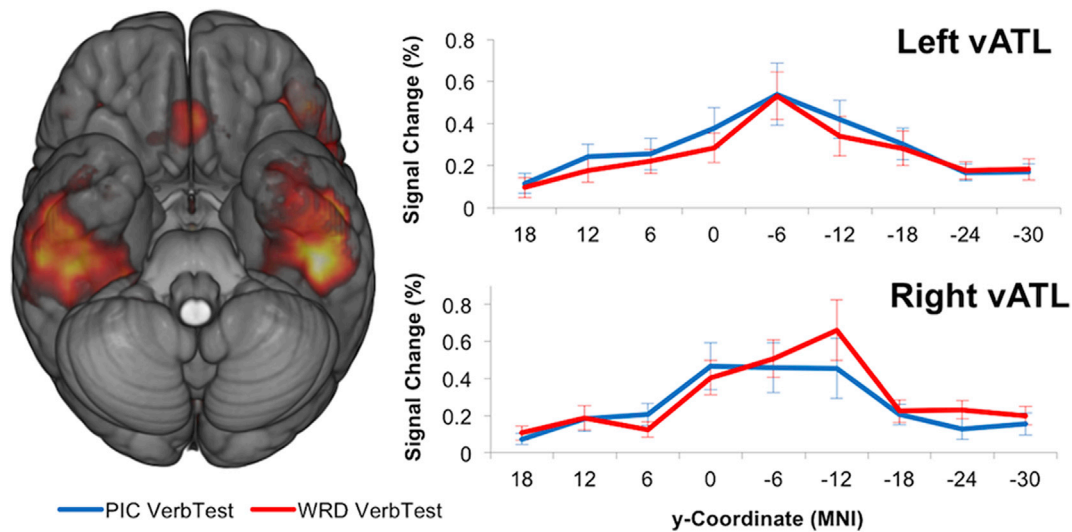 Left vATL
Signal Change (%)
0.8
0.6
0.4
0.2
0
18 12 6 0 -6 -12 -18 -24 -30
Right vATL
Signal Change (%)
0.8
0.6
0.4
0.2
0
18 12 6 0 -6 -12 -18 -24 -30
PIC VerbTest WRD VerbTest
y-Coordinate (MNI)